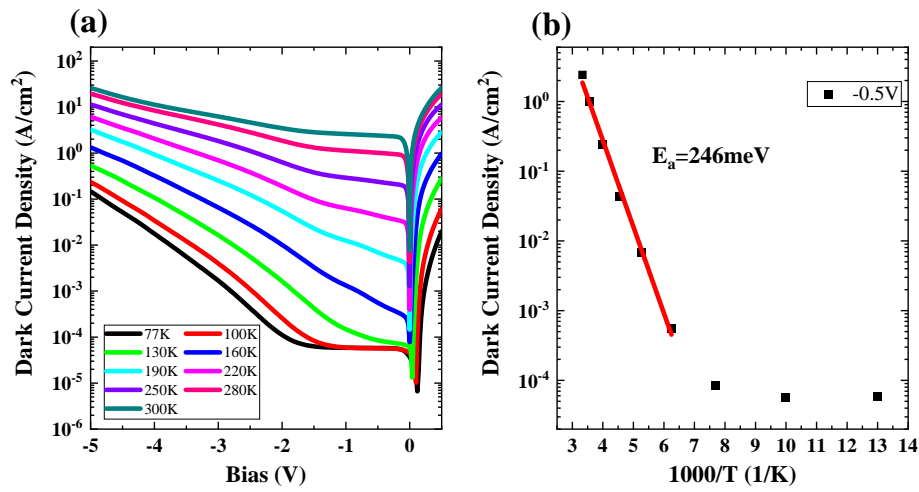 (a)
Dark Current Density (A/cm²)
10²
10¹
10⁰
10⁻¹
10⁻²
10⁻³
10⁻⁴
10⁻⁵
10⁻⁶
77K 100K
130K 160K
190K 220K
250K 280K
300K
-5 -4 -3 -2 -1 0
Bias (V)
(b)
Dark Current Density (A/cm²)
10⁰
10⁻¹
10⁻²
10⁻³
10⁻⁴
-0.5V
Eₐ=246meV
3 4 5 6 7 8 9 10 11 12 13 14
1000/T (1/K)